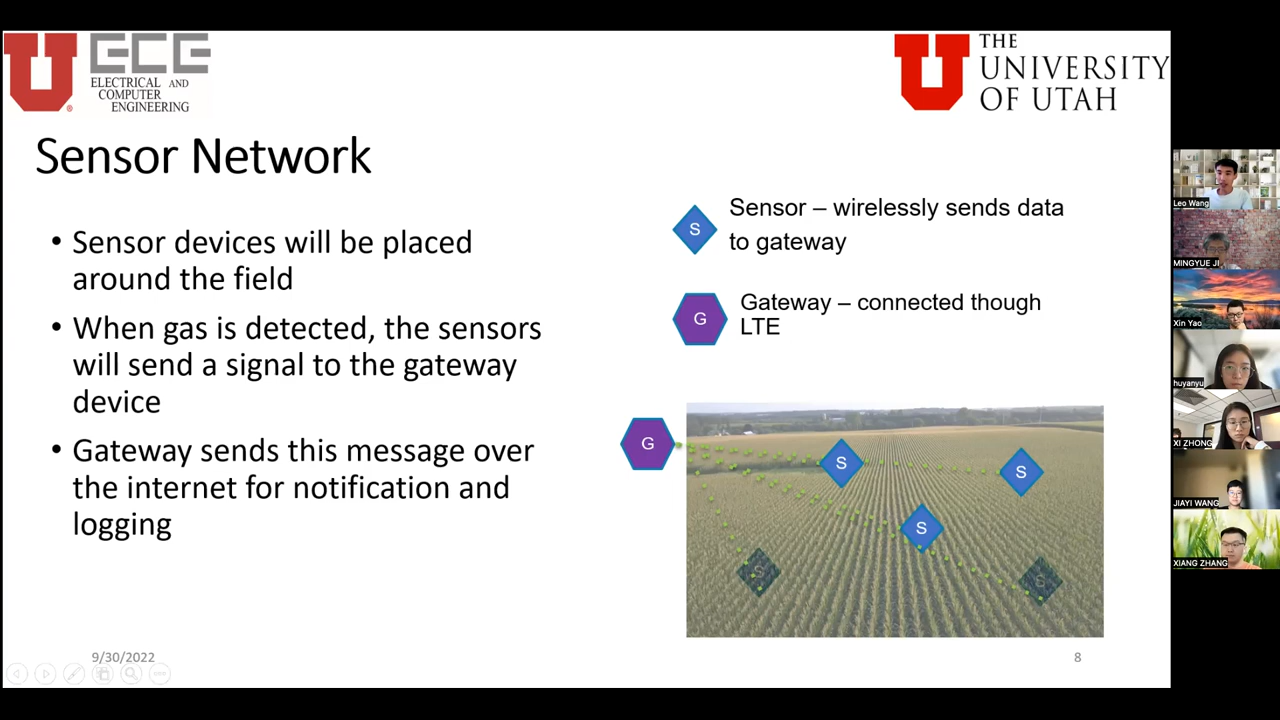 ECE
ELECTRICAL AND
COMPUTER
ENGINEERING
®
THE
UNIVERSITY
OF UTAH
Sensor Network
• Sensor devices will be placed
around the field
• When gas is detected, the sensors
will send a signal to the gateway
device
• Gateway sends this message over
the internet for notification and
logging
S
Sensor – wirelessly sends data
to gateway
G
Gateway – connected though
LTE
G
S
S
S
S
S
9/30/2022
8
Leo Wang
MINGYUE JI
Xin Yao
huyanyu
XI ZHONG
JIAYI WANG
XIANG ZHANG